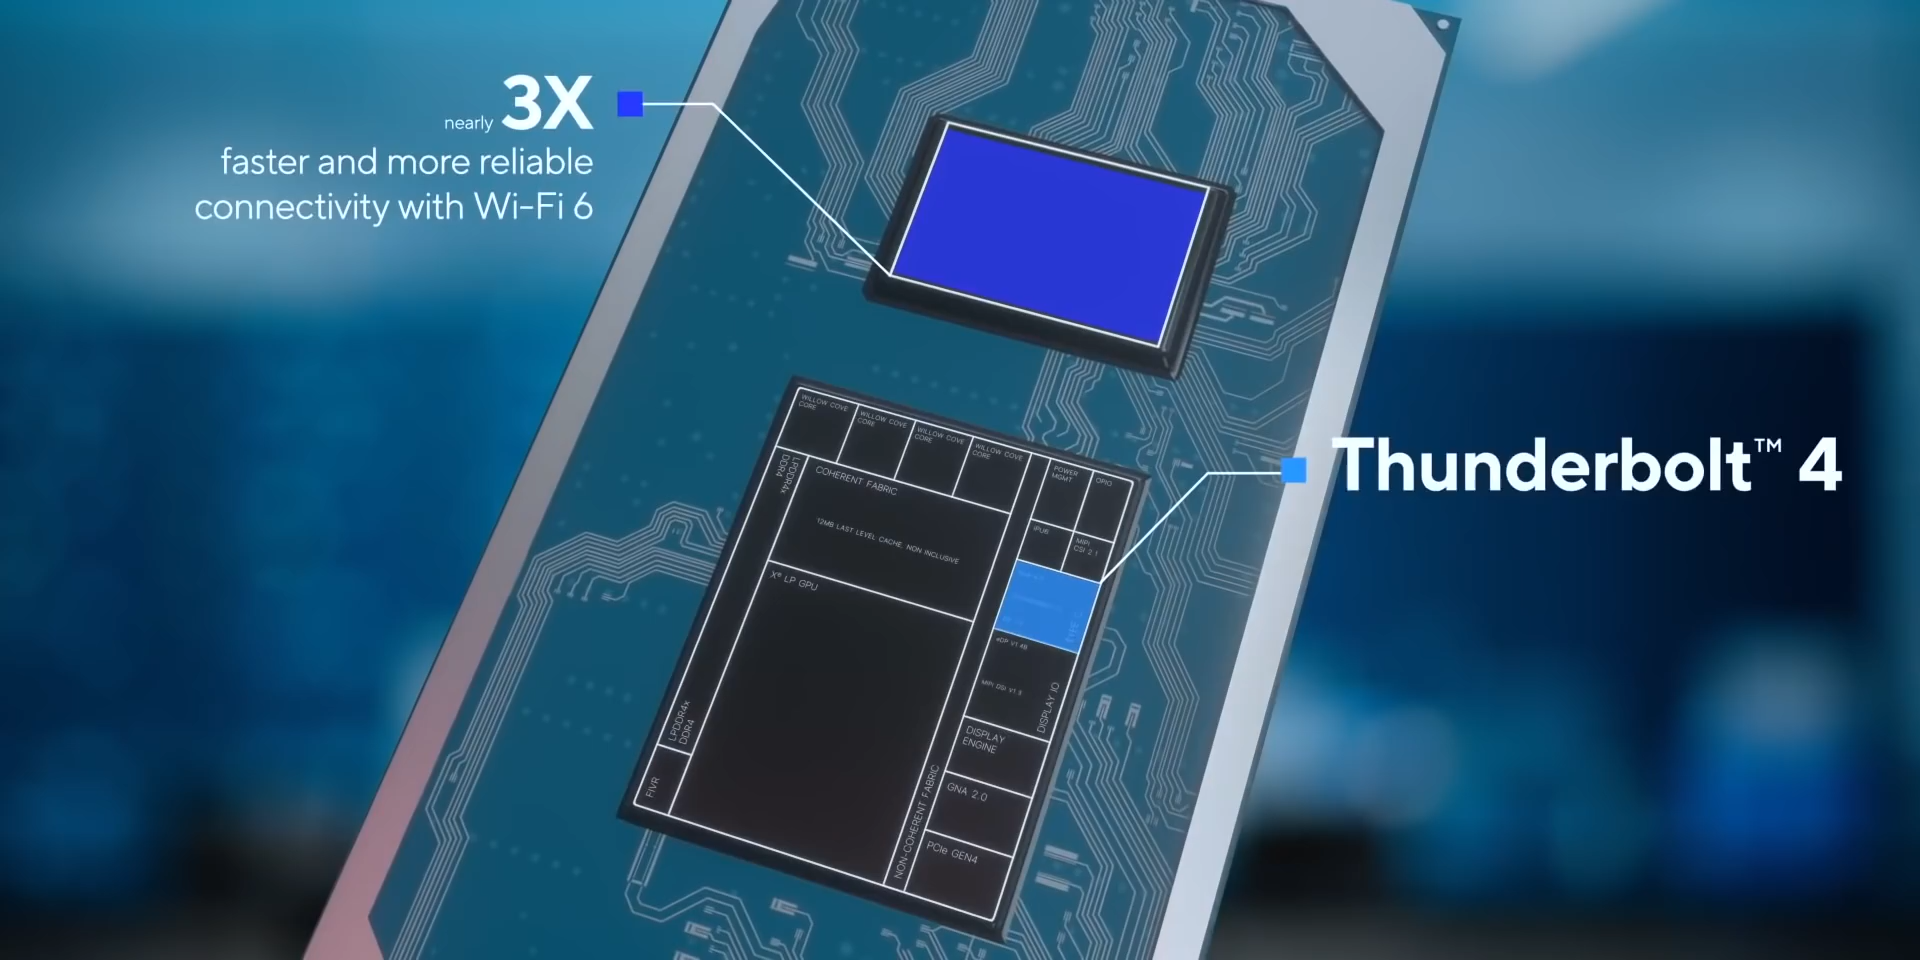 nearly 3X
faster and more reliable
connectivity with Wi-Fi 6
Thunderbolt™ 4
WILLOW COVE
CORE
WILLOW COVE
CORE
WILLOW COVE
CORE
WILLOW COVE
CORE
POWER
MGMT
GPIO
LPDDR4x
DDR4
COHERENT FABRIC
12MB LAST LEVEL CACHE, NON INCLUSIVE
IPU6
MIPI
CSI 2.1
Xᵉ LP GPU
eDP V1.4B
MIPI DSI V1.3
DISPLAY IO
LPDDR4x
DDR4
DISPLAY
ENGINE
FIVR
GNA 2.0
NON-COHERENT FABRIC
PCIe GEN4